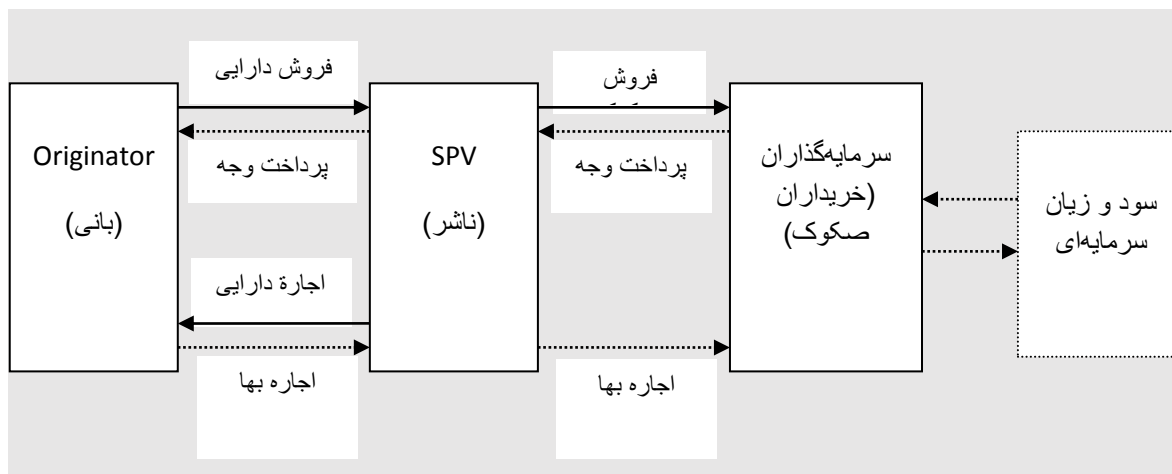 فروش دارایی
فروش
Originator
(بانی)
پرداخت وجه
SPV
(ناشر)
پرداخت وجه
سرمایه‌گذاران
(خریداران
صکوک)
سود و زیان
سرمایه‌ای
اجارة دارایی
اجاره بها
اجاره بها